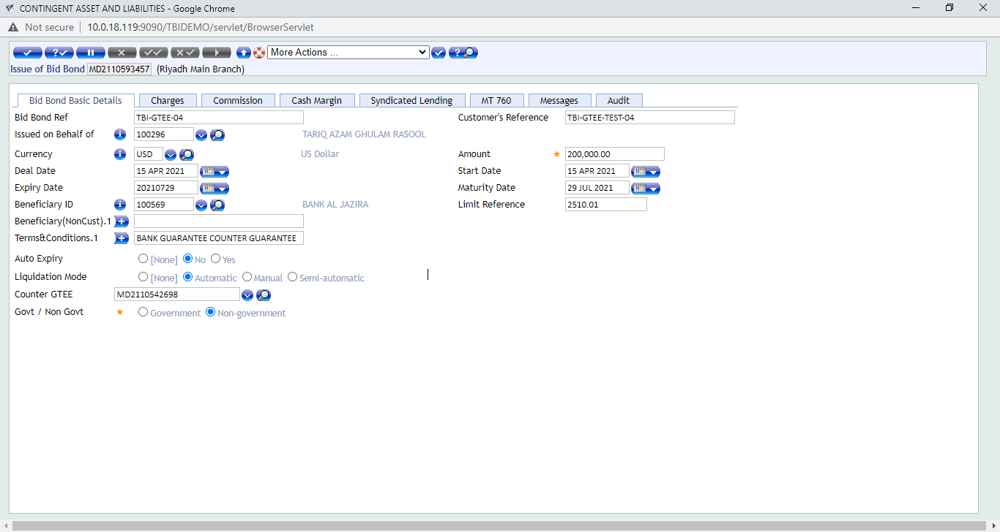 CONTINGENT ASSET AND LIABILITIES - Google Chrome
Not secure 10.0.18.119:9090/TBIDEMO/servlet/BrowserServlet
More Actions ...
Issue of Bid Bond MD2110593457 (Riyadh Main Branch)
Bid Bond Basic Details Charges Commission Cash Margin Syndicated Lending MT 760 Messages Audit
Bid Bond Ref TBI-GTEE-04 Customer's Reference TBI-GTEE-TEST-04
Issued on Behalf of 100296 TARIQ AZAM GHULAM RASOOL
Currency USD US Dollar Amount * 200,000.00
Deal Date 15 APR 2021 Start Date 15 APR 2021
Expiry Date 20210729 Maturity Date 29 JUL 2021
Beneficiary ID 100569 BANK AL JAZIRA Limit Reference 2510.01
Beneficiary(NonCust).1
Terms&Conditions.1 BANK GUARANTEE COUNTER GUARANTEE
Auto Expiry [None] No Yes
Liquidation Mode [None] Automatic Manual Semi-automatic
Counter GTEE MD2110542698
Govt / Non Govt * Government Non-government